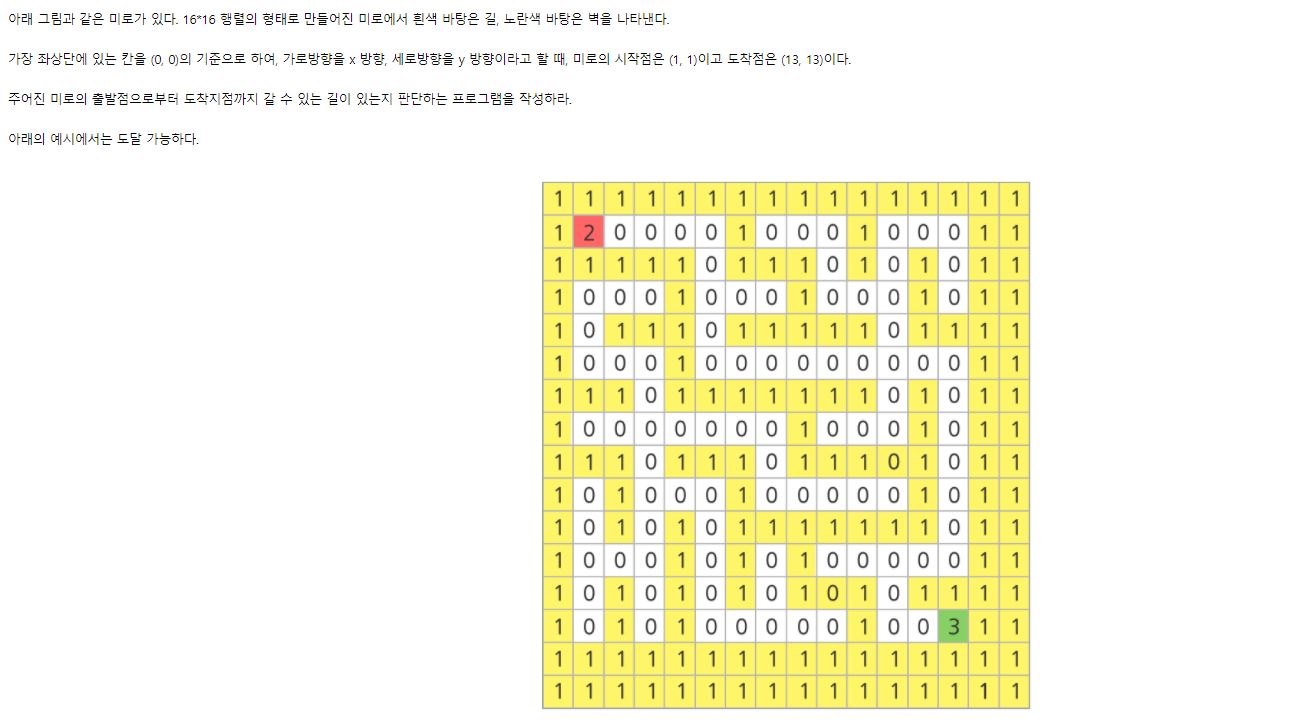 아래 그림과 같은 미로가 있다. 16*16 행렬의 형태로 만들어진 미로에서 흰색 바탕은 길, 노란색 바탕은 벽을 나타낸다.
가장 좌상단에 있는 칸을 (0, 0)의 기준으로 하여, 가로방향을 x 방향, 세로방향을 y 방향이라고 할 때, 미로의 시작점은 (1, 1)이고 도착점은 (13, 13)이다.
주어진 미로의 출발점으로부터 도착지점까지 갈 수 있는 길이 있는지 판단하는 프로그램을 작성하라.
아래의 예시에서는 도달 가능하다.
1 1 1 1 1 1 1 1 1 1 1 1 1 1 1 1
1 2 0 0 0 0 1 0 0 0 1 0 0 0 1 1
1 1 1 1 1 0 1 1 1 0 1 0 1 0 1 1
1 0 0 0 1 0 0 0 1 0 0 0 1 0 1 1
1 0 1 1 1 0 1 1 1 1 1 0 1 1 1 1
1 0 0 0 1 0 0 0 0 0 0 0 0 0 1 1
1 1 1 0 1 1 1 1 1 1 1 0 1 0 1 1
1 0 0 0 0 0 0 0 1 0 0 0 1 0 1 1
1 1 1 0 1 1 1 0 1 1 1 0 1 0 1 1
1 0 1 0 0 0 1 0 0 0 0 0 1 0 1 1
1 0 1 0 1 0 1 1 1 1 1 1 1 0 1 1
1 0 0 0 1 0 1 0 1 0 0 0 0 0 1 1
1 0 1 0 1 0 1 0 1 0 1 0 1 1 1 1
1 0 1 0 1 0 0 0 0 0 1 0 0 3 1 1
1 1 1 1 1 1 1 1 1 1 1 1 1 1 1 1
1 1 1 1 1 1 1 1 1 1 1 1 1 1 1 1